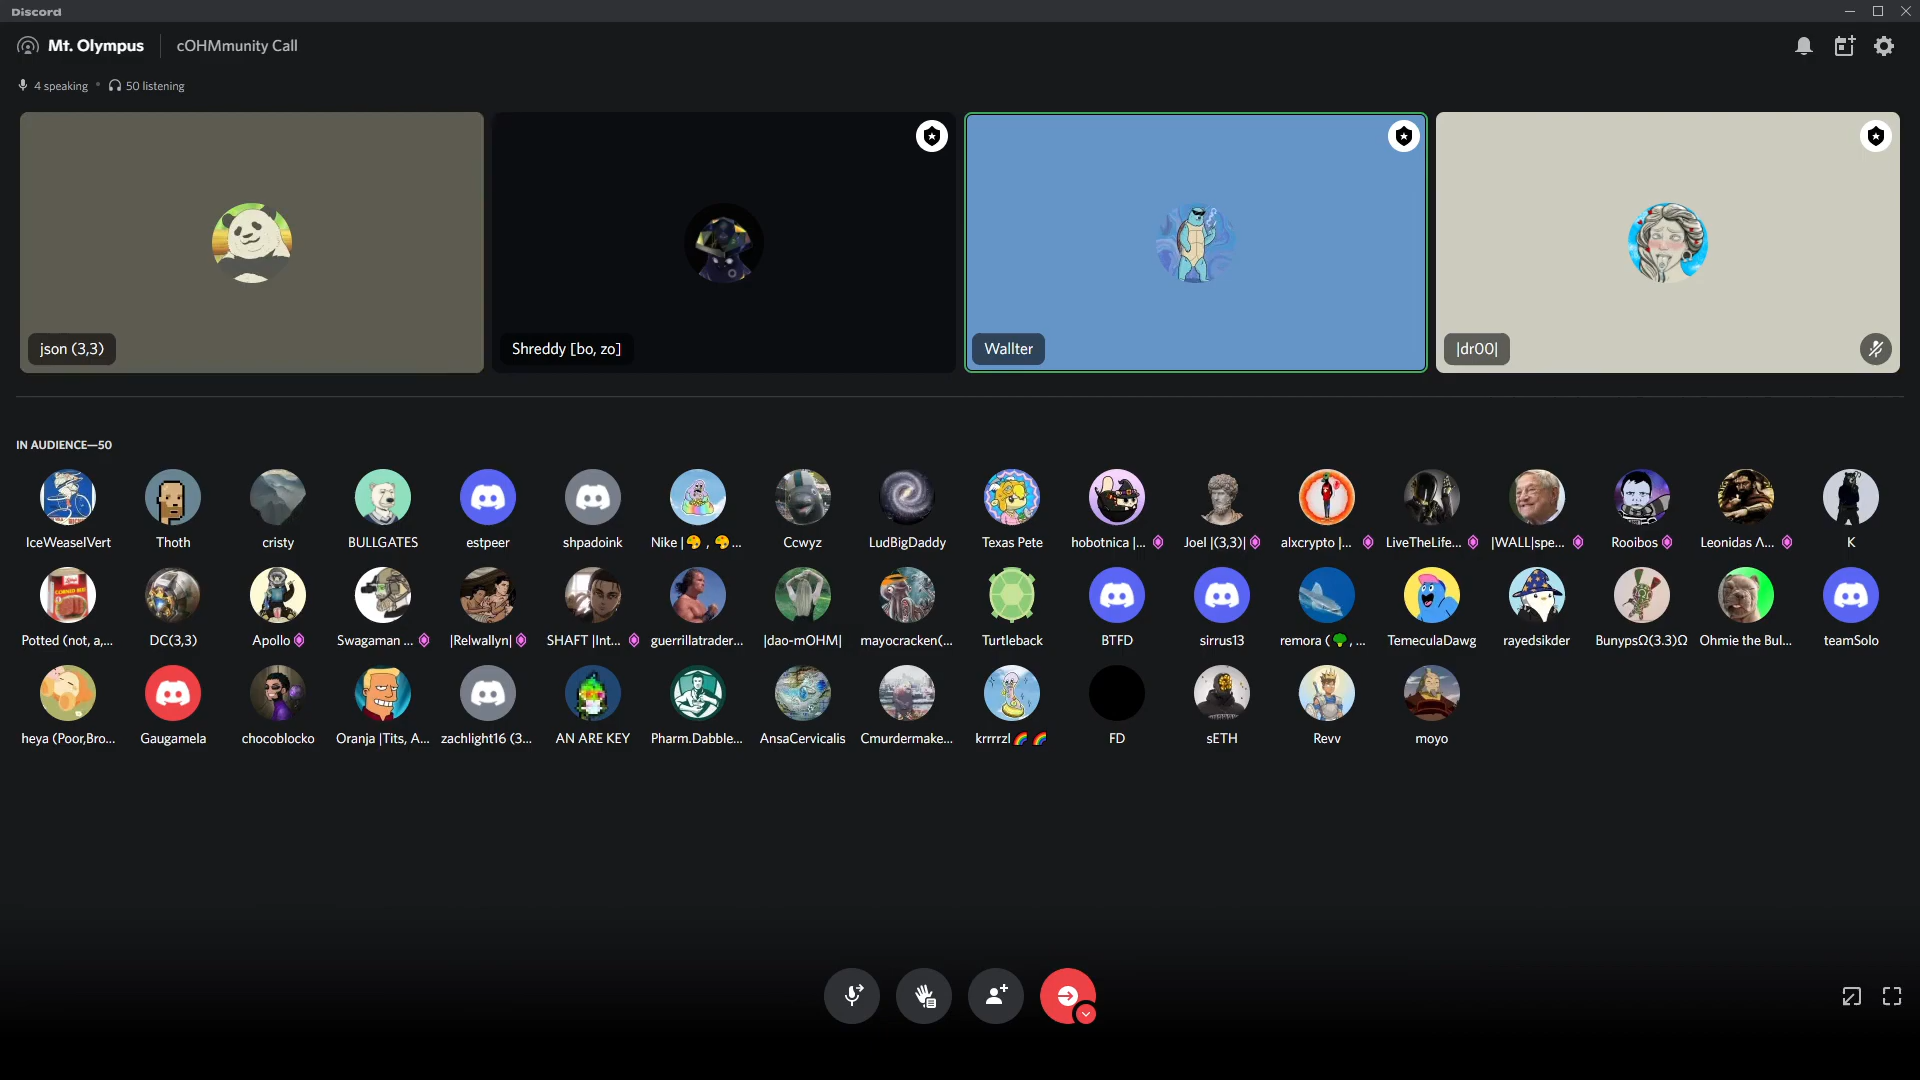 Discord
Mt. Olympus cOHMmunity Call
4 speaking • 50 listening
json (3,3) Shreddy [bo, zo] Wallter |dr00|
IN AUDIENCE—50
IceWeaselVert Thoth cristy BULLGATES estpeer shpadoink Nike |🎨 , 🎨... Ccwyz LudBigDaddy Texas Pete hobotnica |... Joel |(3,3)| alxcrypto |... LiveTheLife... |WALL|spe... Rooibos Leonidas Λ... K
Potted (not, a,... DC(3,3) Apollo Swagaman ... |Relwallyn| SHAFT |Int... guerrillatrader... |dao-mOHM| mayocracken(... Turtleback BTFD sirrus13 remora (🥦, ... TemeculaDawg rayedsikder BunypsΩ(3.3)Ω Ohmie the Bul... teamSolo
heya (Poor,Bro... Gaugamela chocoblocko Oranja |Tits, A... zachlight16 (3... AN ARE KEY Pharm.Dabble... AnsaCervicalis Cmurdermake... krrrrzl🌈 🌈 FD sETH Revv moyo